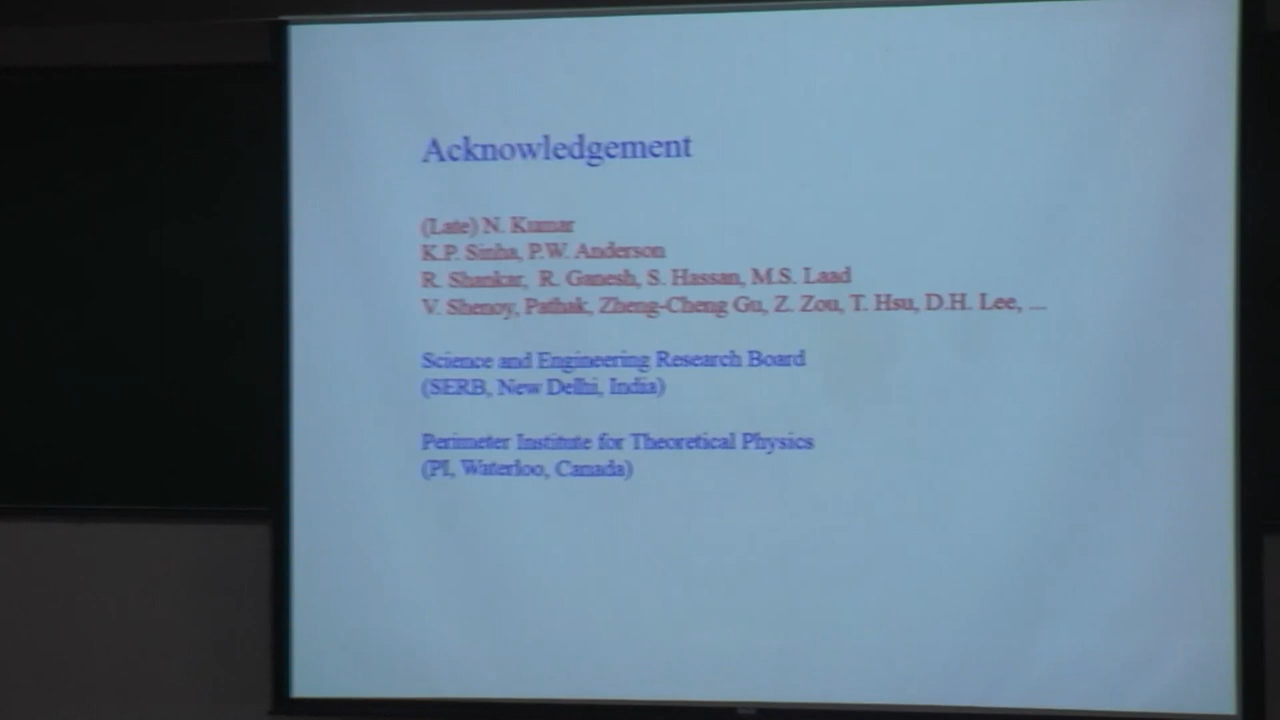 Acknowledgement
(Late) N. Kumar
K.P. Sinha, P.W. Anderson
R. Shankar, R. Ganesh, S. Hassan, M.S. Laad
V. Shenoy, Pathak, Zheng-Cheng Gu, Z. Zou, T. Hsu, D.H. Lee, ...
Science and Engineering Research Board
(SERB, New Delhi, India)
Perimeter Institute for Theoretical Physics
(PI, Waterloo, Canada)